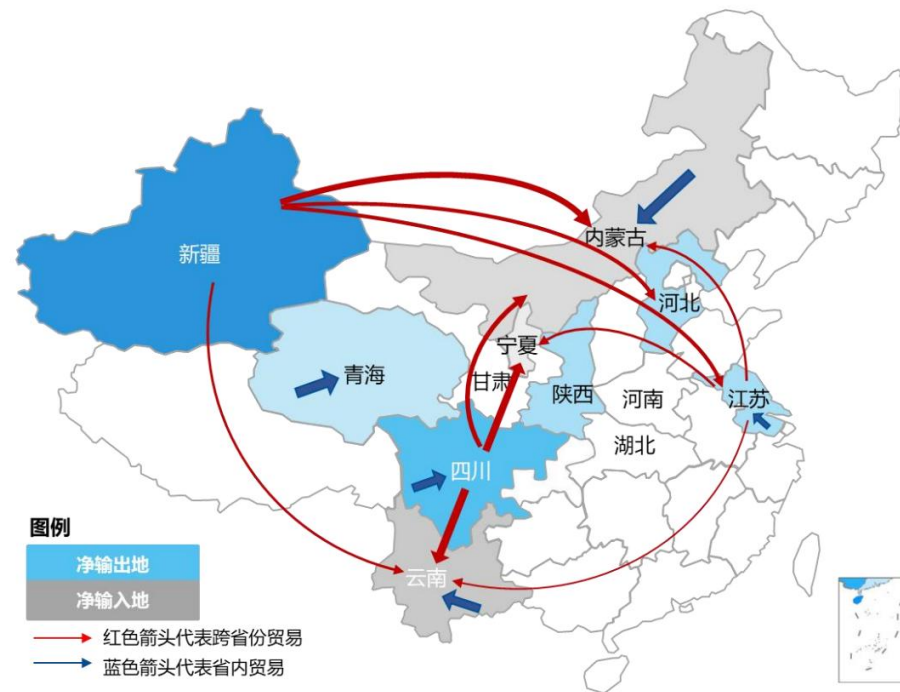 新疆
内蒙古
河北
宁夏
青海
甘肃
陕西
河南
江苏
湖北
四川
云南
图例
净输出地
净输入地
红色箭头代表跨省份贸易
蓝色箭头代表省内贸易